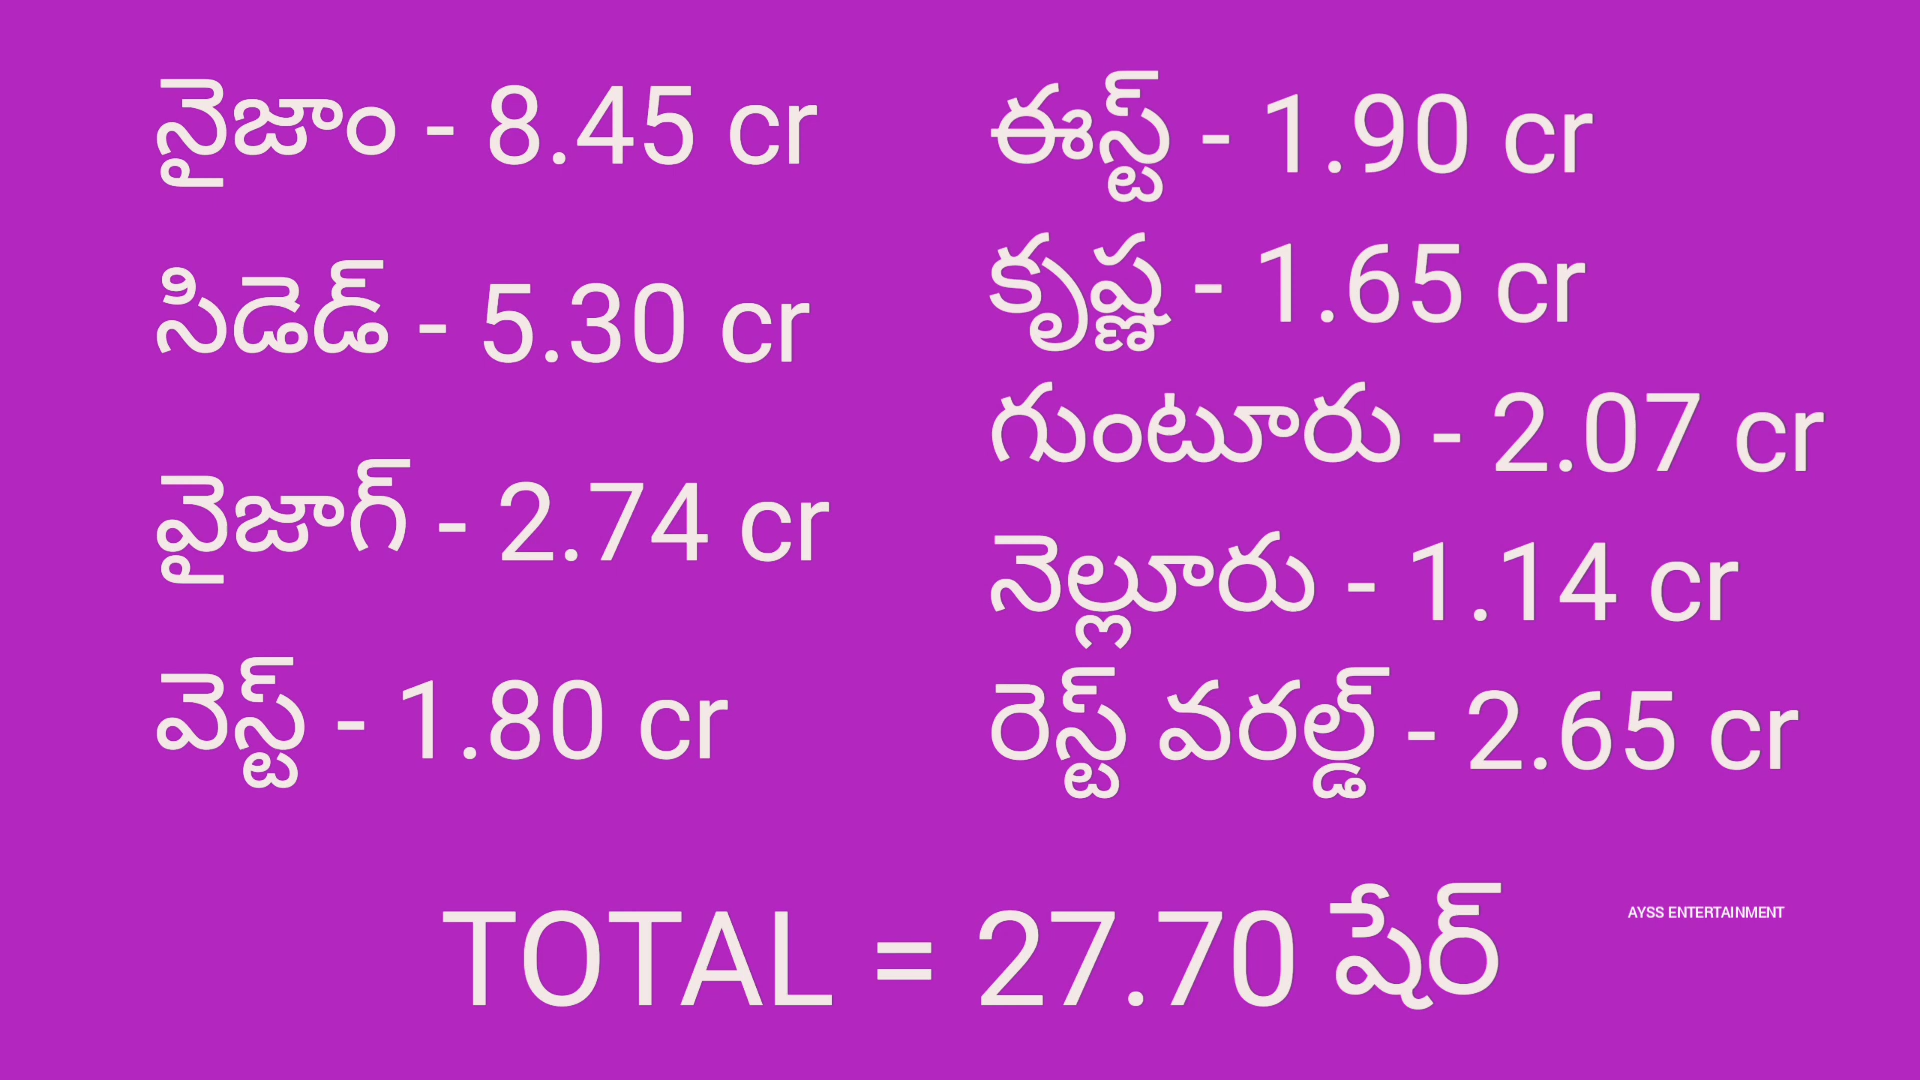 నైజాం - 8.45 cr
సిడెడ్ - 5.30 cr
వైజాగ్ - 2.74 cr
వెస్ట్ - 1.80 cr
ఈస్ట్ - 1.90 cr
కృష్ణ - 1.65 cr
గుంటూరు - 2.07 cr
నెల్లూరు - 1.14 cr
రెస్ట్ వరల్డ్ - 2.65 cr
TOTAL = 27.70 షేర్
AYSS ENTERTAINMENT